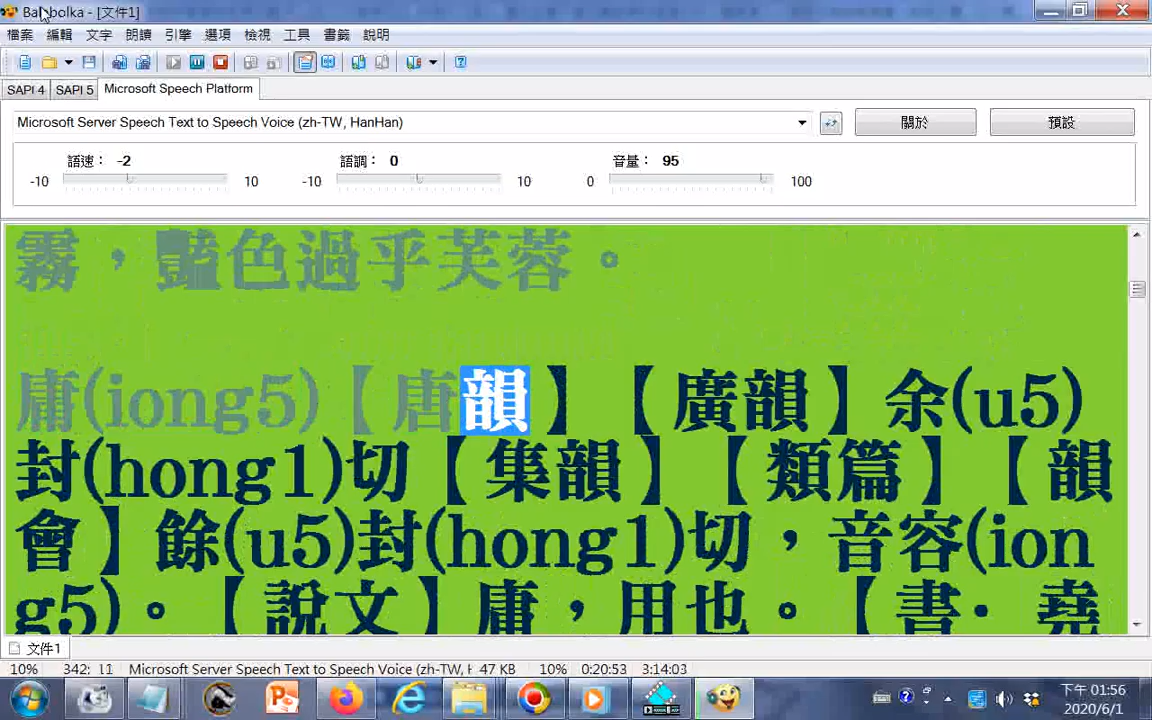 Balabolka - [文件1]
檔案 編輯 文字 朗讀 引擎 選項 檢視 工具 書籤 說明
SAPI 4 SAPI 5 Microsoft Speech Platform
Microsoft Server Speech Text to Speech Voice (zh-TW, HanHan) 關於 預設
語速： -2 語調： 0 音量： 95
-10 10 -10 10 0 100
霧，豔色過乎芙蓉。
庸(iong5)【唐韻】【廣韻】余(u5)
封(hong1)切【集韻】【類篇】【韻
會】餘(u5)封(hong1)切，音容(ion
g5)。【說文】庸，用也。【書·堯
文件1
10% 342: 11 Microsoft Server Speech Text to Speech Voice (zh-TW, H 47 KB 10% 0:20:53 3:14:03
下午 01:56
2020/6/1